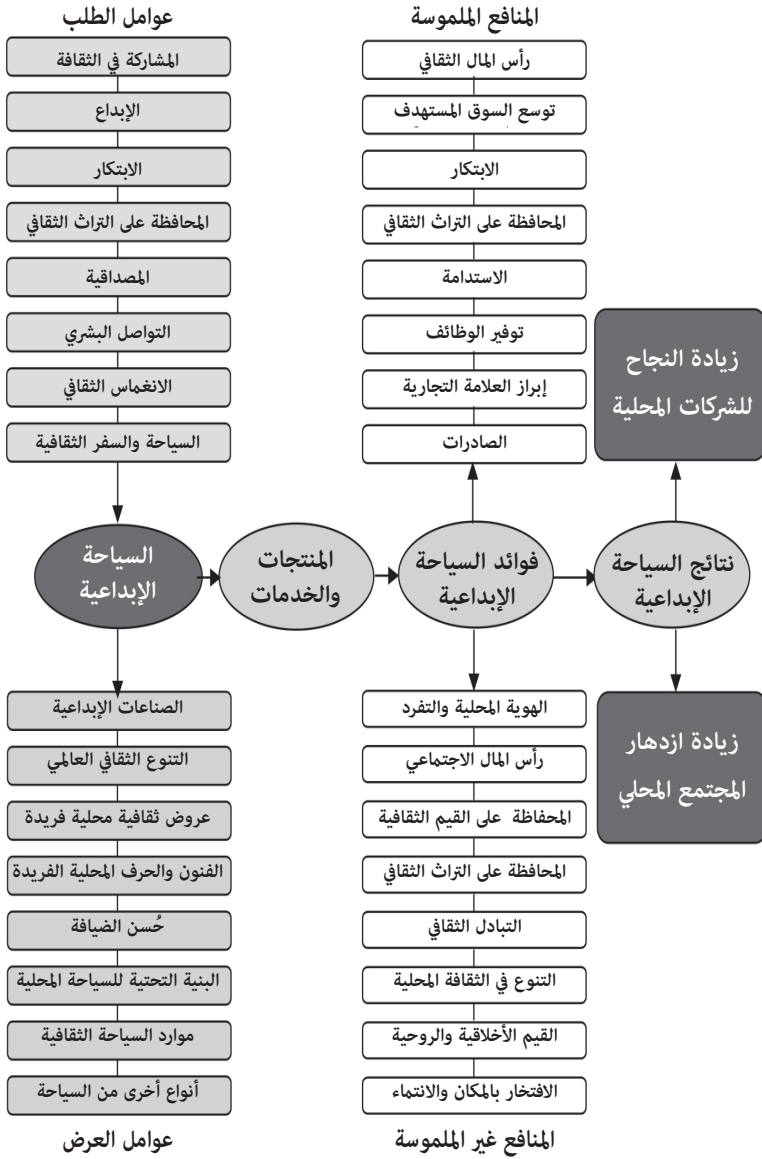 عوامل الطلب
المشاركة في الثقافة
الإبداع
الابتكار
المحافظة على التراث الثقافي
المصداقية
التواصل البشري
الانغماس الثقافي
السياحة والسفر الثقافية
المنافع الملموسة
رأس المال الثقافي
توسع السوق المستهدف
الابتكار
المحافظة على التراث الثقافي
الاستدامة
توفير الوظائف
إبراز العلامة التجارية
الصادرات
زيادة النجاح
للشركات المحلية
السياحة
الإبداعية
المنتجات
والخدمات
فوائد السياحة
الإبداعية
نتائج السياحة
الإبداعية
الصناعات الإبداعية
التنوع الثقافي العالمي
عروض ثقافية محلية فريدة
الفنون والحرف المحلية الفريدة
حُسن الضيافة
البنية التحتية للسياحة المحلية
موارد السياحة الثقافية
أنواع أخرى من السياحة
عوامل العرض
الهوية المحلية والتفرد
رأس المال الاجتماعي
المحفاظة على القيم الثقافية
المحافظة على التراث الثقافي
التبادل الثقافي
التنوع في الثقافة المحلية
القيم الأخلاقية والروحية
الافتخار بالمكان والانتماء
المنافع غير الملموسة
زيادة ازدهار
المجتمع المحلي